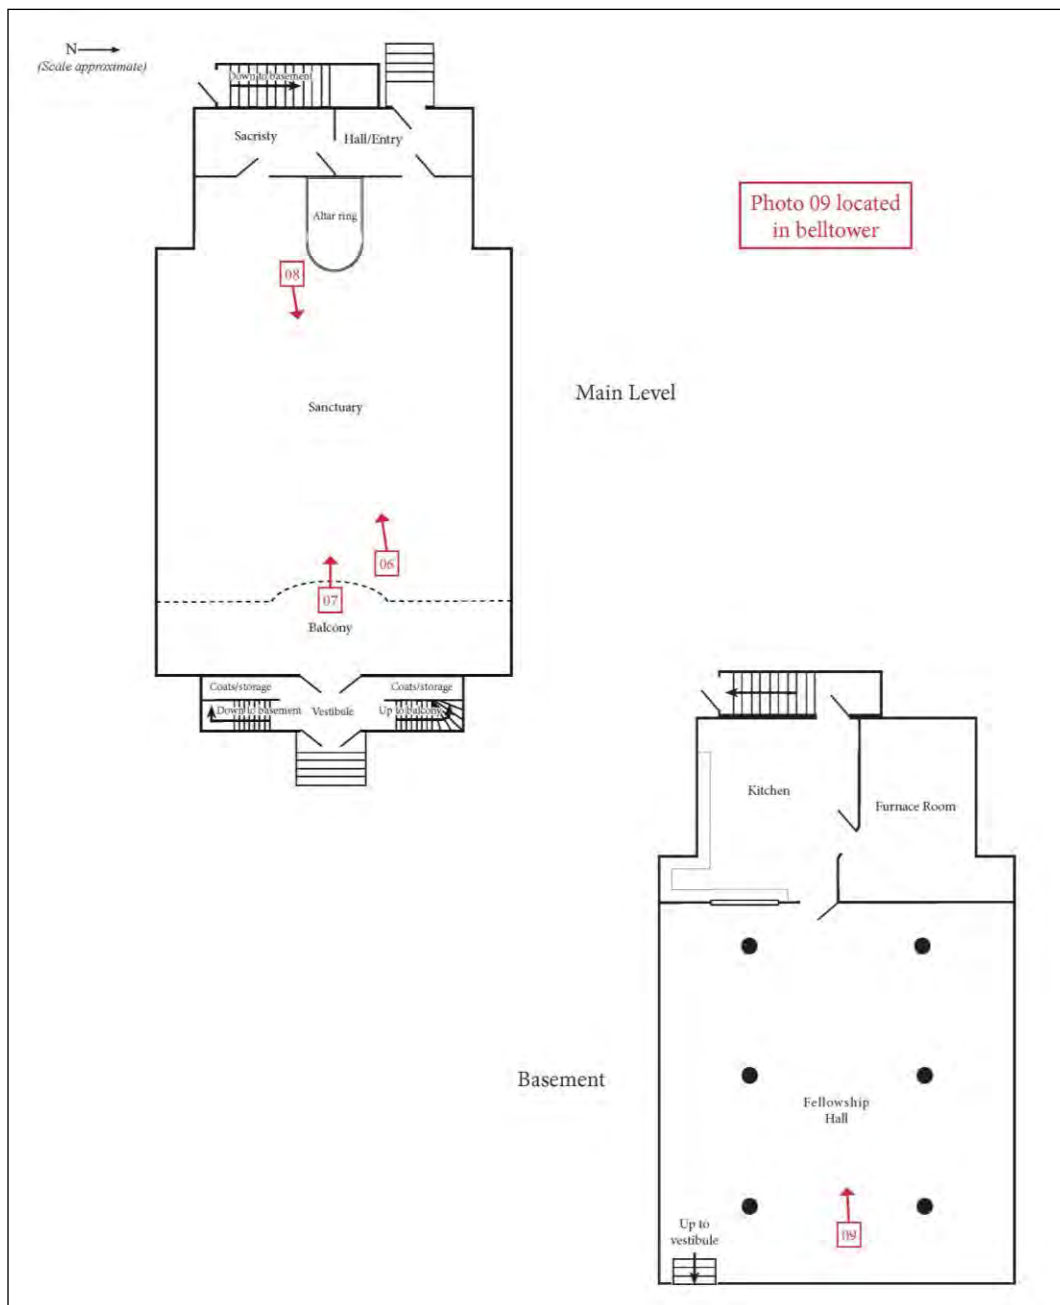 N
(Scale approximate)
Down to basement
Sacristy
Hall/Entry
Altar ring
Photo 09 located
in belltower
08
Main Level
Sanctuary
06
07
Balcony
Coats/storage
Coats/storage
Down to basement
Vestibule
Up to balcony
Kitchen
Furnace Room
Basement
Fellowship
Hall
Up to
vestibule
09